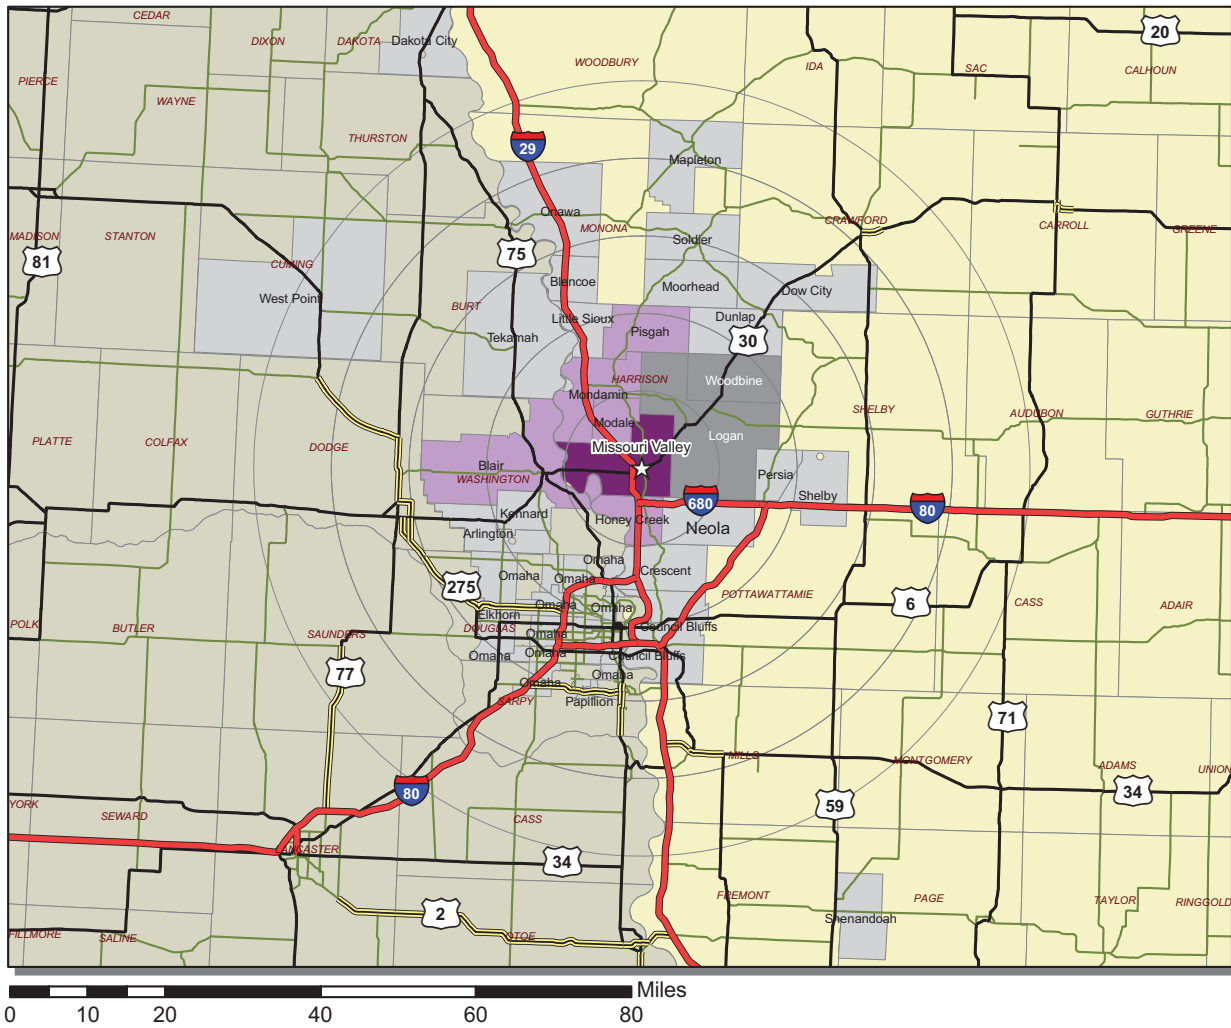 CEDAR
DIXON
DAKOTA
Dakota City
20
WOODBURY
IDA
SAC
CALHOUN
PIERCE
WAYNE
THURSTON
29
Mapleton
Onawa
MONONA
CRAWFORD
CARROLL
GREENE
MADISON
STANTON
75
Soldier
81
CUMING
Blencoe
Moorhead
Dow City
West Point
BURT
Little Sioux
Dunlap
Tekamah
Pisgah
30
HARRISON
Woodbine
Mondamin
SHELBY
AUDUBON
GUTHRIE
Modale
PLATTE
COLFAX
DODGE
Logan
Missouri Valley
Blair
WASHINGTON
Persia
Shelby
680
80
Kennard
Honey Creek
Neola
Arlington
Omaha
Crescent
Omaha
Omaha
275
POTTAWATTAMIE
6
CASS
ADAIR
Omaha
Omaha
Elkhorn
POLK
BUTLER
SAUNDERS
DOUGLAS
Omaha
Council Bluffs
Omaha
Omaha
Council Bluffs
77
Omaha
Omaha
SARPY
Papillion
71
MILLS
MONTGOMERY
ADAMS
UNION
80
34
YORK
SEWARD
59
CASS
LANCASTER
34
2
FREMONT
PAGE
TAYLOR
RINGGOLD
Shenandoah
FILLMORE
SALINE
OTOE
Miles
0 10 20 40 60 80